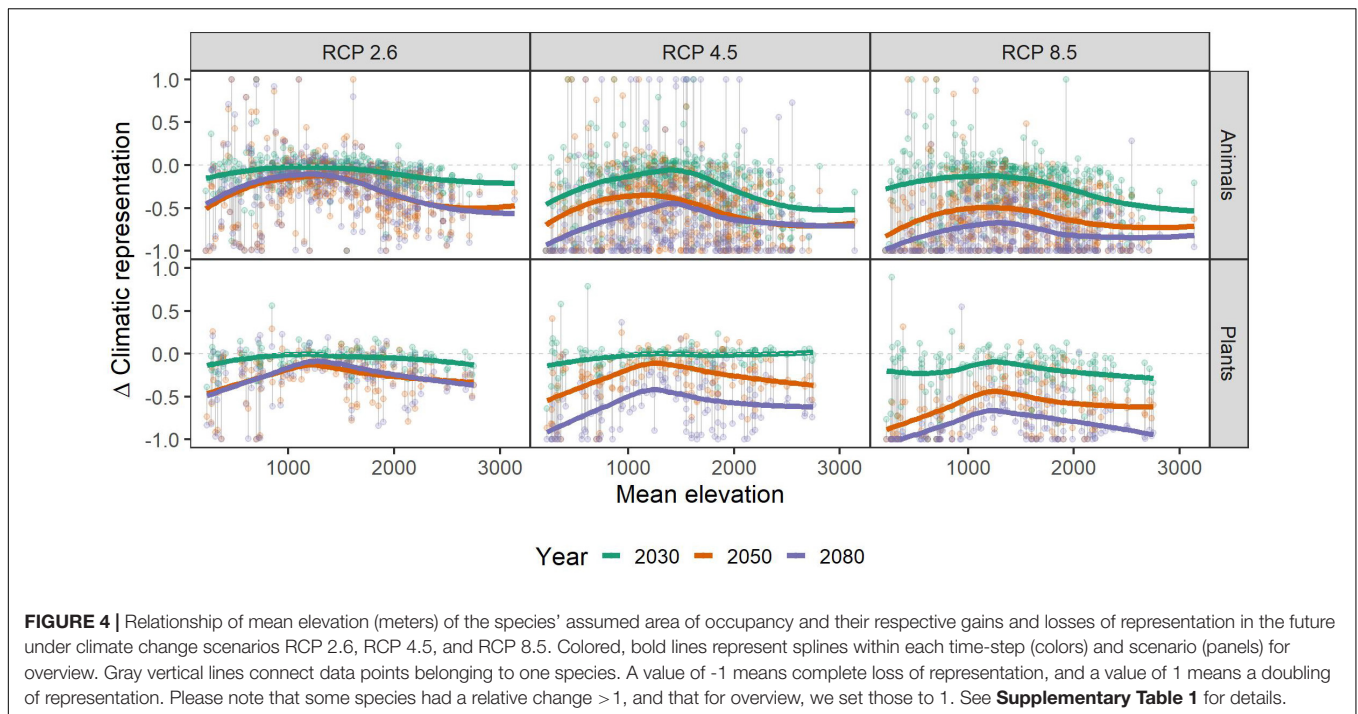 RCP 2.6 RCP 4.5 RCP 8.5
Δ Climatic representation
1.0
0.5
0.0
-0.5
-1.0
Animals
1.0
0.5
0.0
-0.5
-1.0
Plants
1000 2000 3000 1000 2000 3000 1000 2000 3000
Mean elevation
Year 2030 2050 2080
FIGURE 4 | Relationship of mean elevation (meters) of the species' assumed area of occupancy and their respective gains and losses of representation in the future
under climate change scenarios RCP 2.6, RCP 4.5, and RCP 8.5. Colored, bold lines represent splines within each time-step (colors) and scenario (panels) for
overview. Gray vertical lines connect data points belonging to one species. A value of -1 means complete loss of representation, and a value of 1 means a doubling
of representation. Please note that some species had a relative change >1, and that for overview, we set those to 1. See Supplementary Table 1 for details.